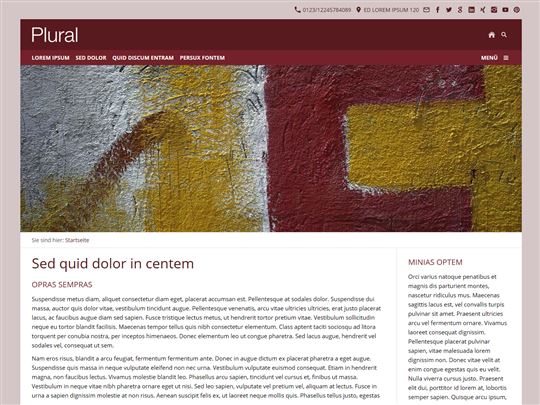 0123/12245784089 ED LOREM IPSUM 120
Plural
LOREM IPSUM SED DOLOR QUID DISCUM ENTRAM PERSUX FONTEM MENÜ
Sie sind hier: Startseite
Sed quid dolor in centem
OPRAS SEMPRAS
Suspendisse metus diam, aliquet consectetur diam eget, placerat accumsan est. Pellentesque at sodales dolor. Suspendisse dui
massa, auctor quis dolor vitae, vestibulum tincidunt augue. Pellentesque venenatis, arcu vitae ultricies ultricies, erat justo placerat
lacus, ac faucibus augue diam sed sapien. Fusce tristique lectus metus, ut hendrerit tortor pretium vitae. Vestibulum sollicitudin
neque eu tortor blandit facilisis. Maecenas tempor tellus quis nibh consectetur elementum. Class aptent taciti sociosqu ad litora
torquent per conubia nostra, per inceptos himenaeos. Donec elementum leo ut congue pharetra. Sed lacus augue, hendrerit vel
sodales vel, consequat ut sem.
Nam eros risus, blandit a arcu feugiat, fermentum fermentum ante. Donec in augue dictum ex placerat pharetra a eget augue.
Suspendisse quis massa in neque vulputate eleifend non nec urna. Vestibulum vulputate euismod consequat. Etiam in hendrerit
magna, non faucibus lectus. Vivamus molestie blandit leo. Phasellus arcu sapien, tincidunt vel cursus et, finibus ut massa.
Vestibulum in neque vitae nibh pharetra ornare eget ut nisi. Sed leo sapien, vulputate vel pretium vel, aliquam at lectus. Fusce in
urna a sapien dignissim molestie at non risus. Aenean suscipit felis ex, ut laoreet neque mollis quis. Phasellus tellus justo, egestas
MINIAS OPTEM
Orci varius natoque penatibus et
magnis dis parturient montes,
nascetur ridiculus mus. Maecenas
sagittis lacus est, vel convallis turpis
pulvinar sit amet. Praesent ultricies
arcu vel fermentum ornare. Vivamus
laoreet consequat dignissim.
Pellentesque placerat pulvinar
sapien, vitae malesuada lorem
dignissim non. Donec vitae velit at
enim congue egestas quis eu velit.
Nulla viverra cursus justo. Praesent
elit dui, porttitor id lorem at, lobortis
semper sapien. Quisque arcu ipsum,